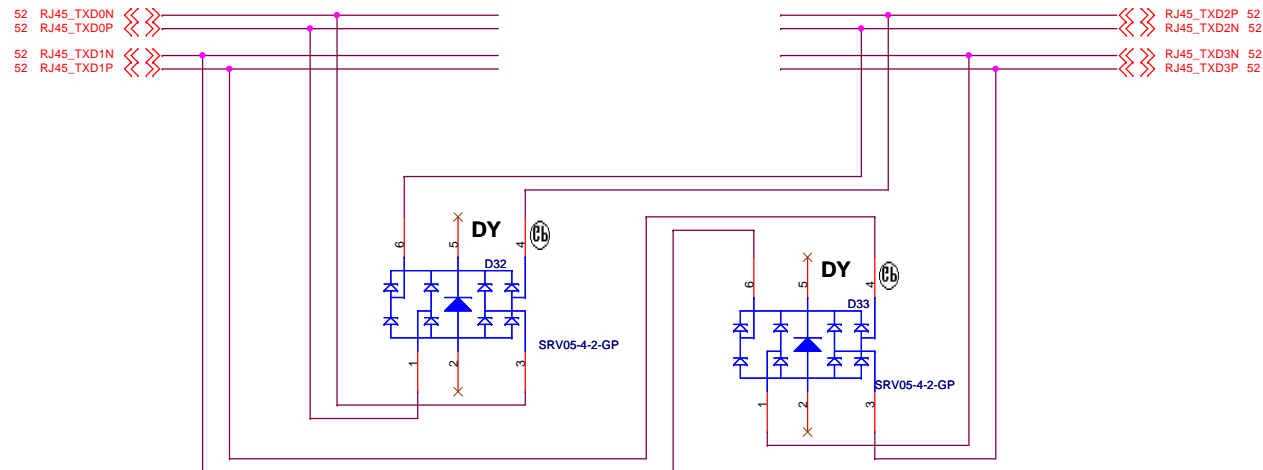 52 RJ45_TXD0N
52 RJ45_TXD0P
52 RJ45_TXD1N
52 RJ45_TXD1P
RJ45_TXD2P 52
RJ45_TXD2N 52
RJ45_TXD3N 52
RJ45_TXD3P 52
6
5
DY
4
D32
SRV05-4-2-GP
1
2
3
6
5
DY
4
D33
SRV05-4-2-GP
1
2
3